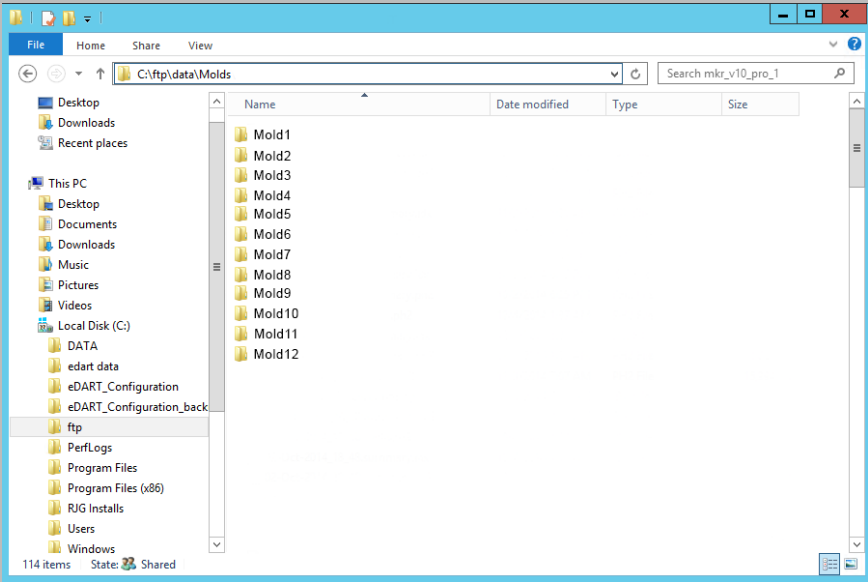 File Home Share View
C:\ftp\data\Molds Search mkr_v10_pro_1
Name Date modified Type Size
Desktop
Downloads
Recent places
This PC
Desktop
Documents
Downloads
Music
Pictures
Videos
Local Disk (C:)
DATA
edart data
eDART_Configuration
eDART_Configuration_back
ftp
PerfLogs
Program Files
Program Files (x86)
RJG Installs
Users
Windows
Mold1
Mold2
Mold3
Mold4
Mold5
Mold6
Mold7
Mold8
Mold9
Mold10
Mold11
Mold12
114 items State: Shared